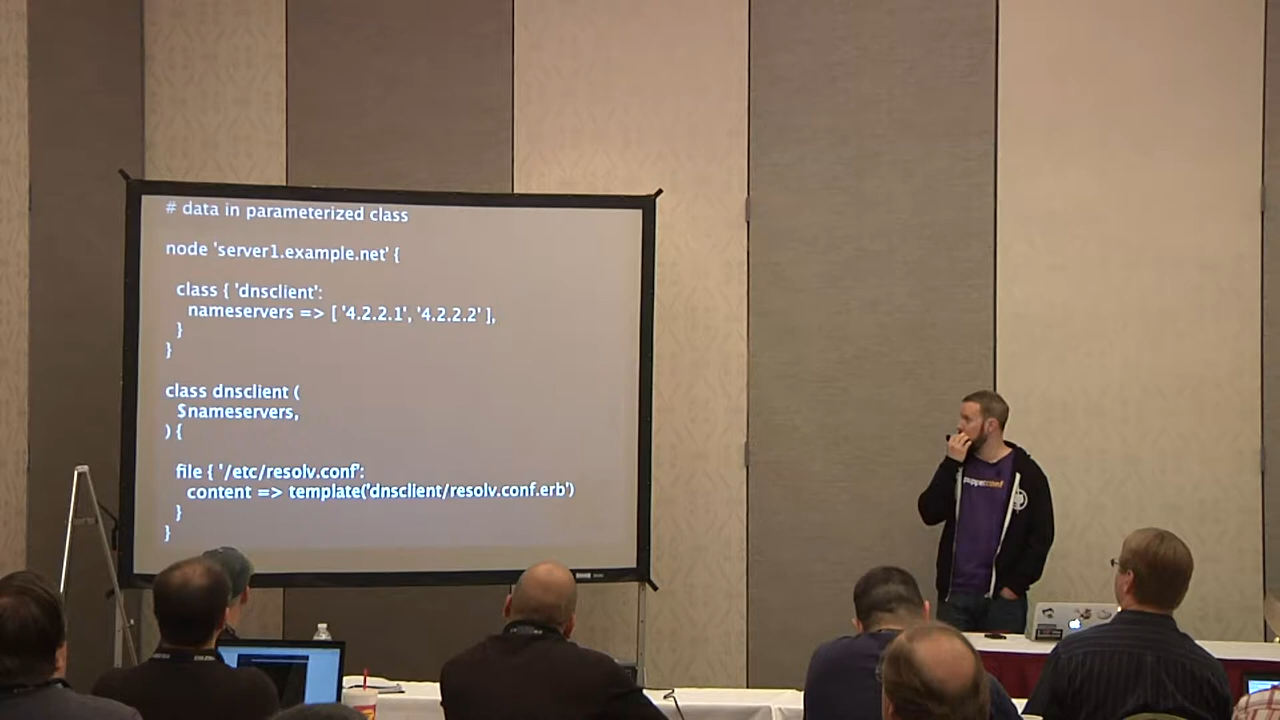 # data in parameterized class
node 'server1.example.net' {
class { 'dnsclient':
nameservers => [ '4.2.2.1', '4.2.2.2' ],
}
}
class dnsclient (
$nameservers,
) {
file { '/etc/resolv.conf':
content => template('dnsclient/resolv.conf.erb')
}
}
puppetconf